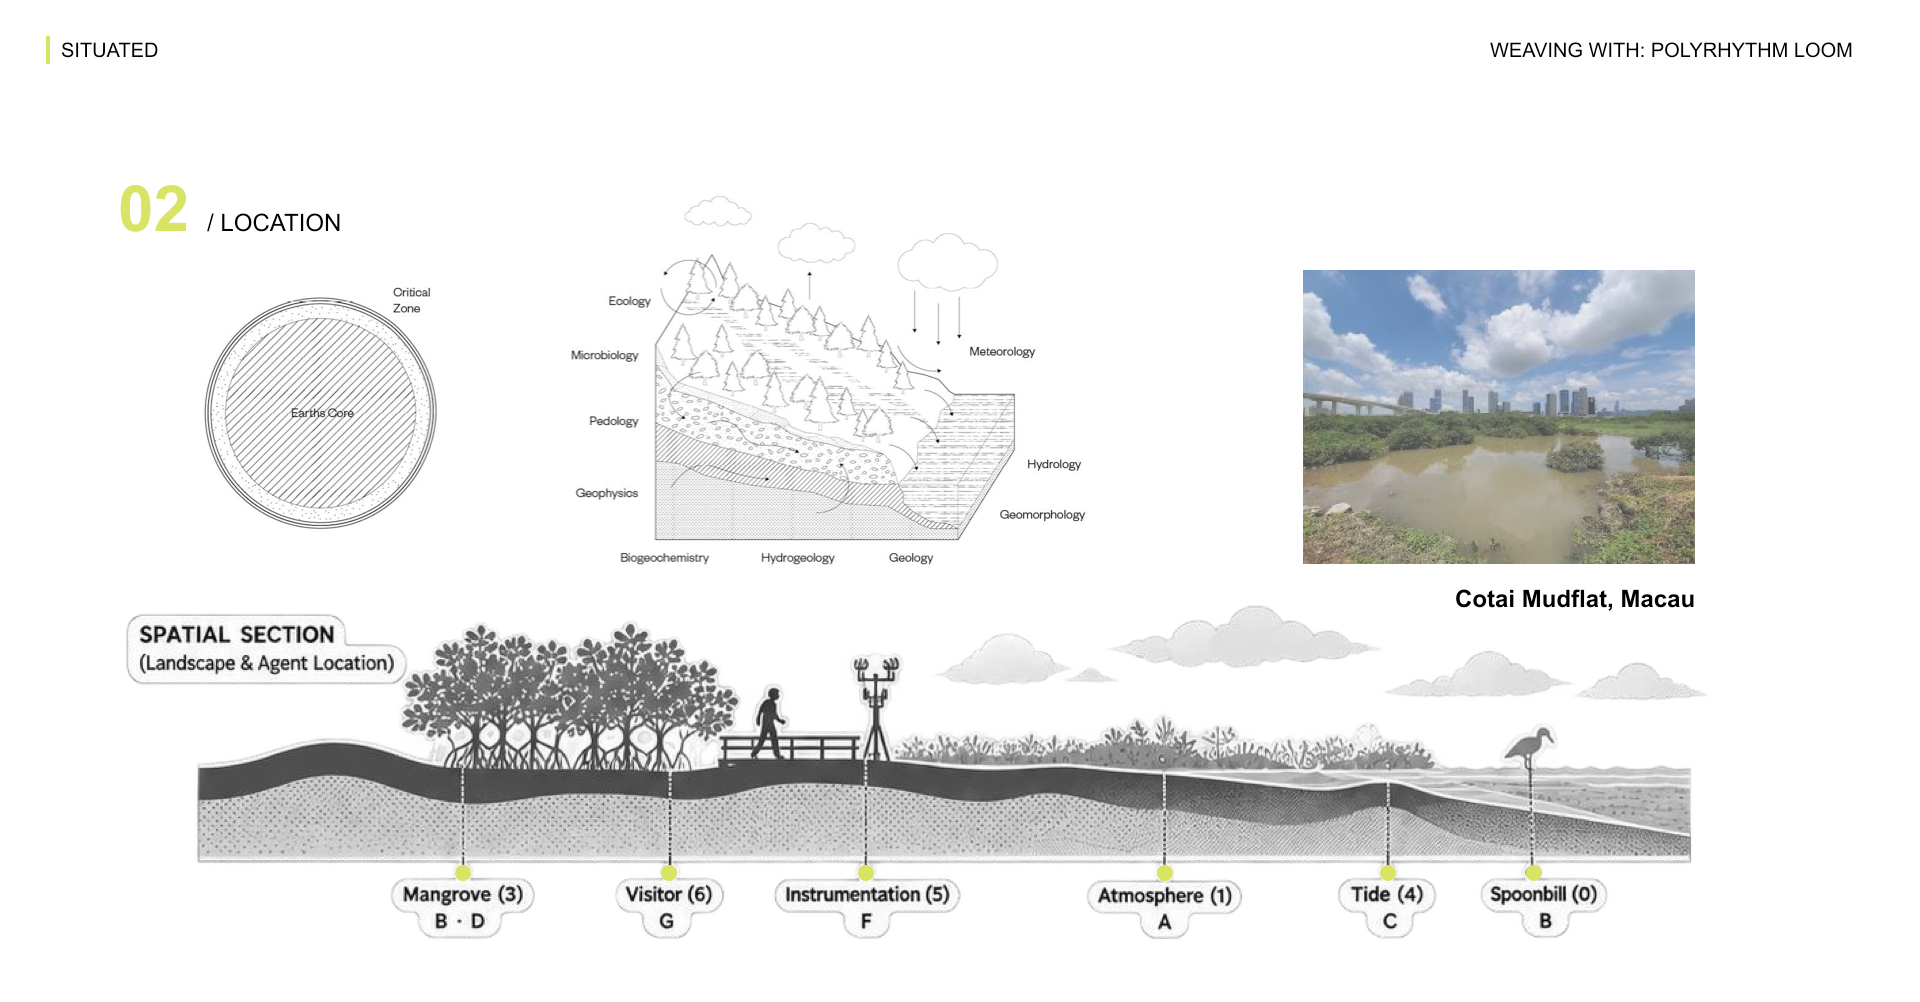 SITUATED
WEAVING WITH: POLYRHYTHM LOOM
02 / LOCATION
Critical
Zone
Earths Core
Ecology
Microbiology
Pedology
Geophysics
Biogeochemistry
Hydrogeology
Geology
Meteorology
Hydrology
Geomorphology
Cotai Mudflat, Macau
SPATIAL SECTION
(Landscape & Agent Location)
Mangrove (3)
B · D
Visitor (6)
G
Instrumentation (5)
F
Atmosphere (1)
A
Tide (4)
C
Spoonbill (0)
B